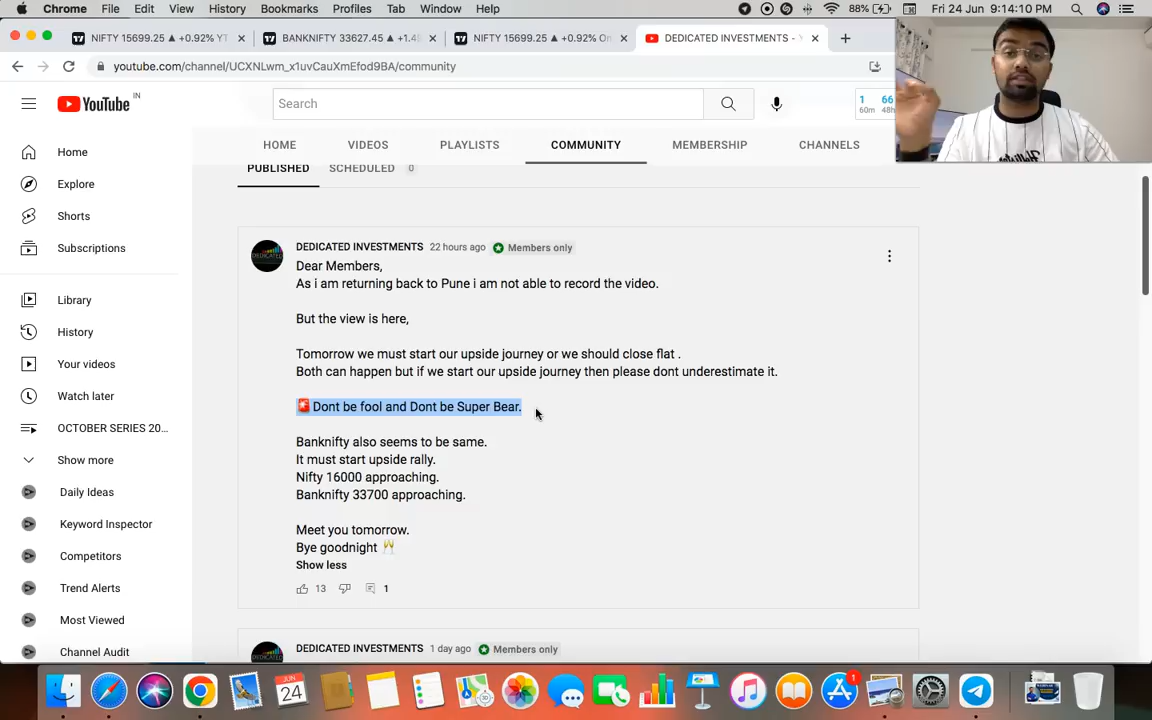 Chrome File Edit View History Bookmarks Profiles Tab Window Help 88% Fri 24 Jun 9:14:10 PM
NIFTY 15699.25 ▲ +0.92% YT
BANKNIFTY 33627.45 ▲ +1.4
NIFTY 15699.25 ▲ +0.92% On
DEDICATED INVESTMENTS - Y
youtube.com/channel/UCXNLwm_x1uvCauXmEfod9BA/community
YouTube IN
Search
1 66
60m 48h
HOME VIDEOS PLAYLISTS COMMUNITY MEMBERSHIP CHANNELS
PUBLISHED SCHEDULED 0
Home
Explore
Shorts
Subscriptions
Library
History
Your videos
Watch later
OCTOBER SERIES 20...
Show more
Daily Ideas
Keyword Inspector
Competitors
Trend Alerts
Most Viewed
Channel Audit
DEDICATED INVESTMENTS 22 hours ago Members only
Dear Members,
As i am returning back to Pune i am not able to record the video.
But the view is here,
Tomorrow we must start our upside journey or we should close flat .
Both can happen but if we start our upside journey then please dont underestimate it.
🚨 Dont be fool and Dont be Super Bear.
Banknifty also seems to be same.
It must start upside rally.
Nifty 16000 approaching.
Banknifty 33700 approaching.
Meet you tomorrow.
Bye goodnight 🥂
Show less
13 1
DEDICATED INVESTMENTS 1 day ago Members only
JUN
24
1